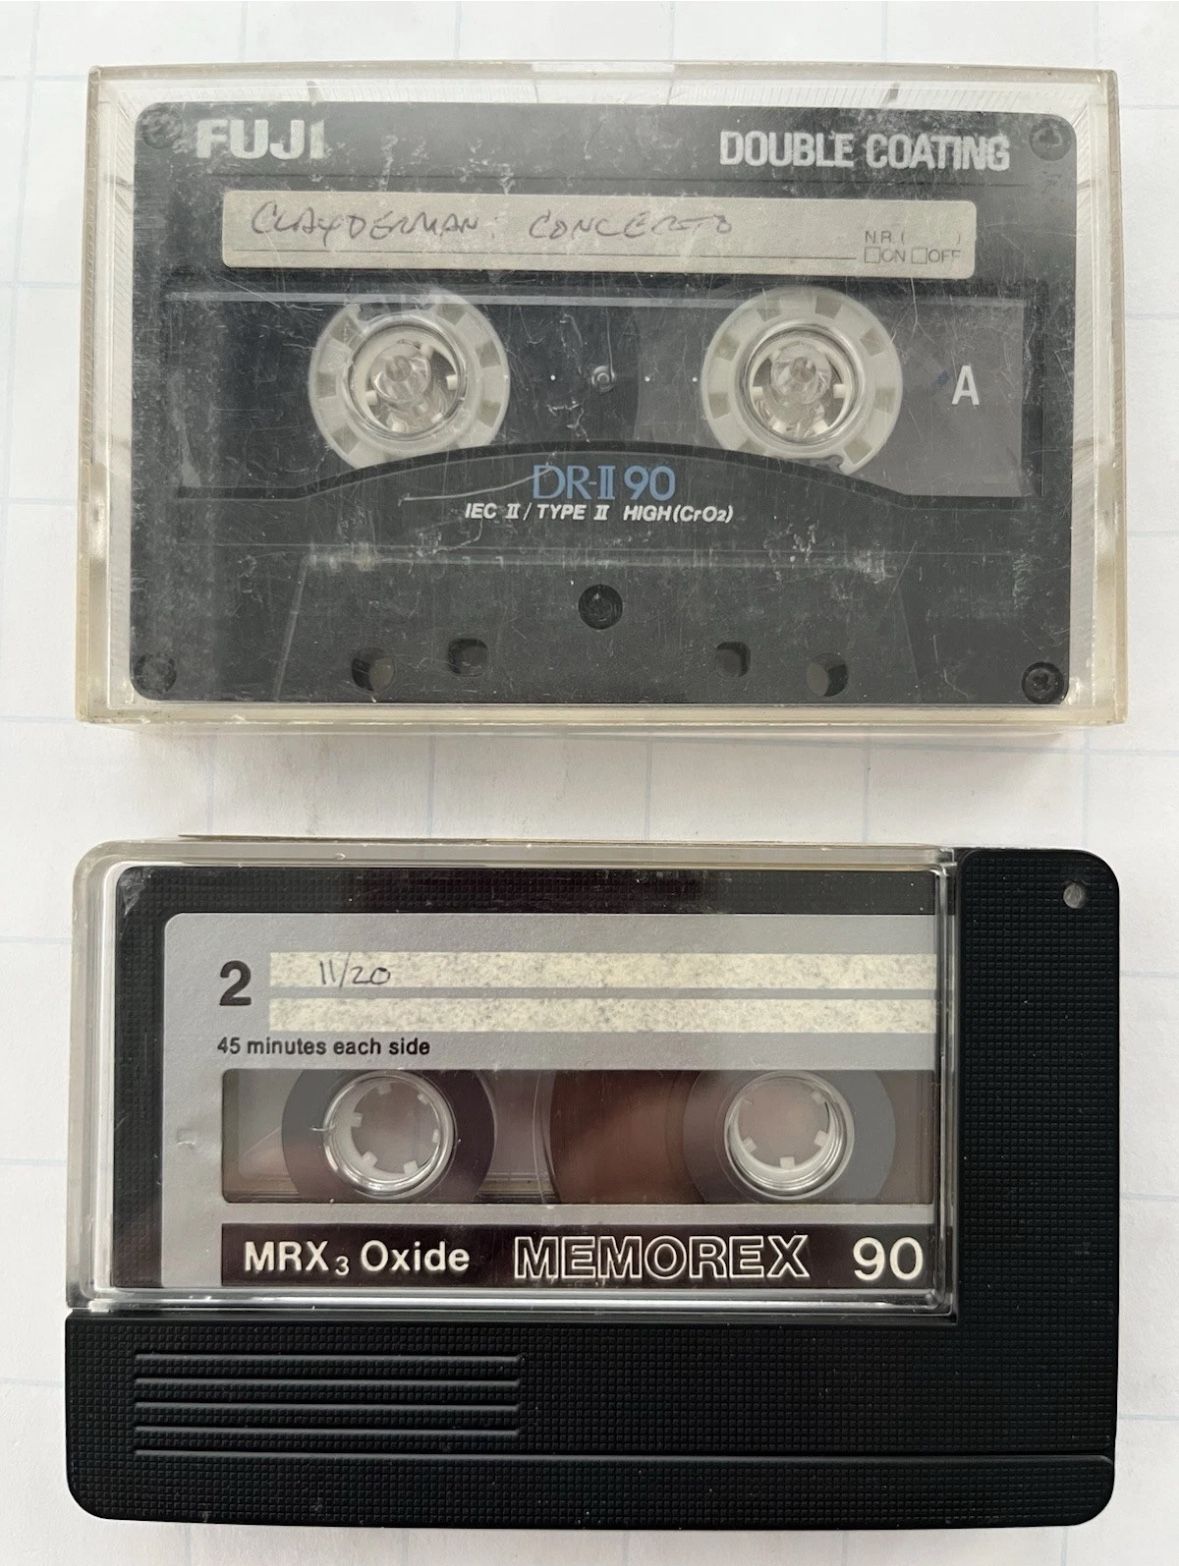 FUJI DOUBLE COATING
CLAYDERMAN: CONCERTO
N.R.( )
☐ON ☐OFF
A
DR-II 90
IEC II / TYPE II HIGH (CrO2)
2 11/20
45 minutes each side
MRX3 Oxide MEMOREX 90